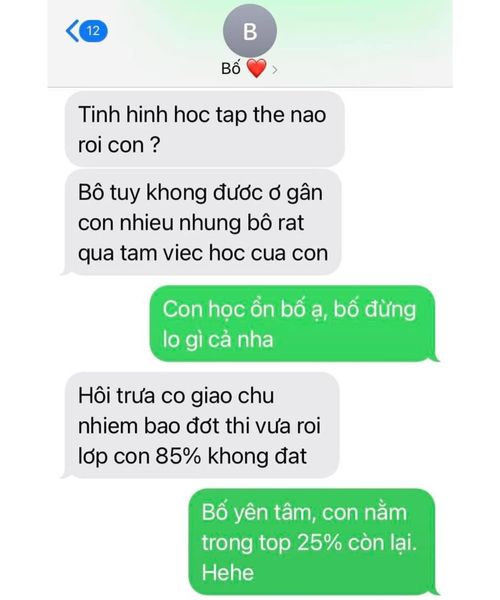 12
B
Bố ❤️ >
Tinh hinh hoc tap the nao
roi con ?
Bô tuy khong đươc ơ gân
con nhieu nhung bô rat
qua tam viec hoc cua con
Con học ổn bố ạ, bố đừng
lo gì cả nha
Hôi trưa co giao chu
nhiem bao đơt thi vưa roi
lơp con 85% khong đat
Bố yên tâm, con nằm
trong top 25% còn lại.
Hehe